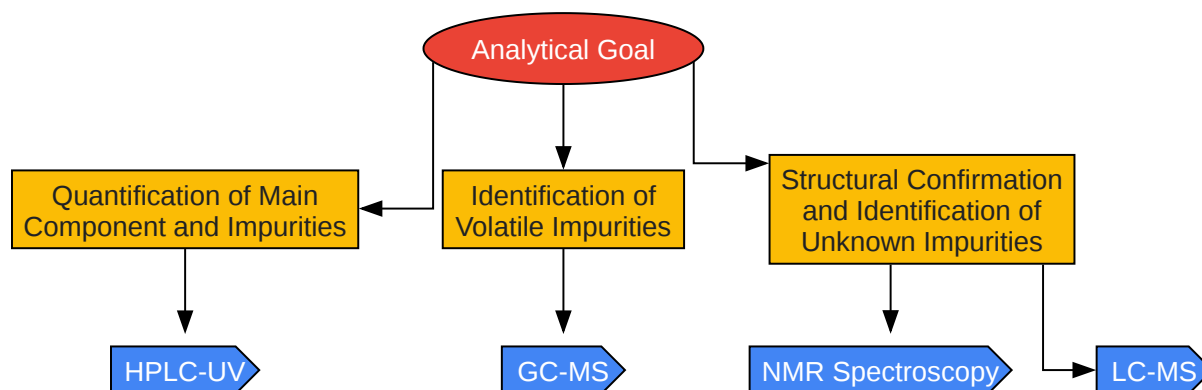 Analytical Goal
Quantification of Main
Component and Impurities
Identification of
Volatile Impurities
Structural Confirmation
and Identification of
Unknown Impurities
HPLC-UV
GC-MS
NMR Spectroscopy
LC-MS